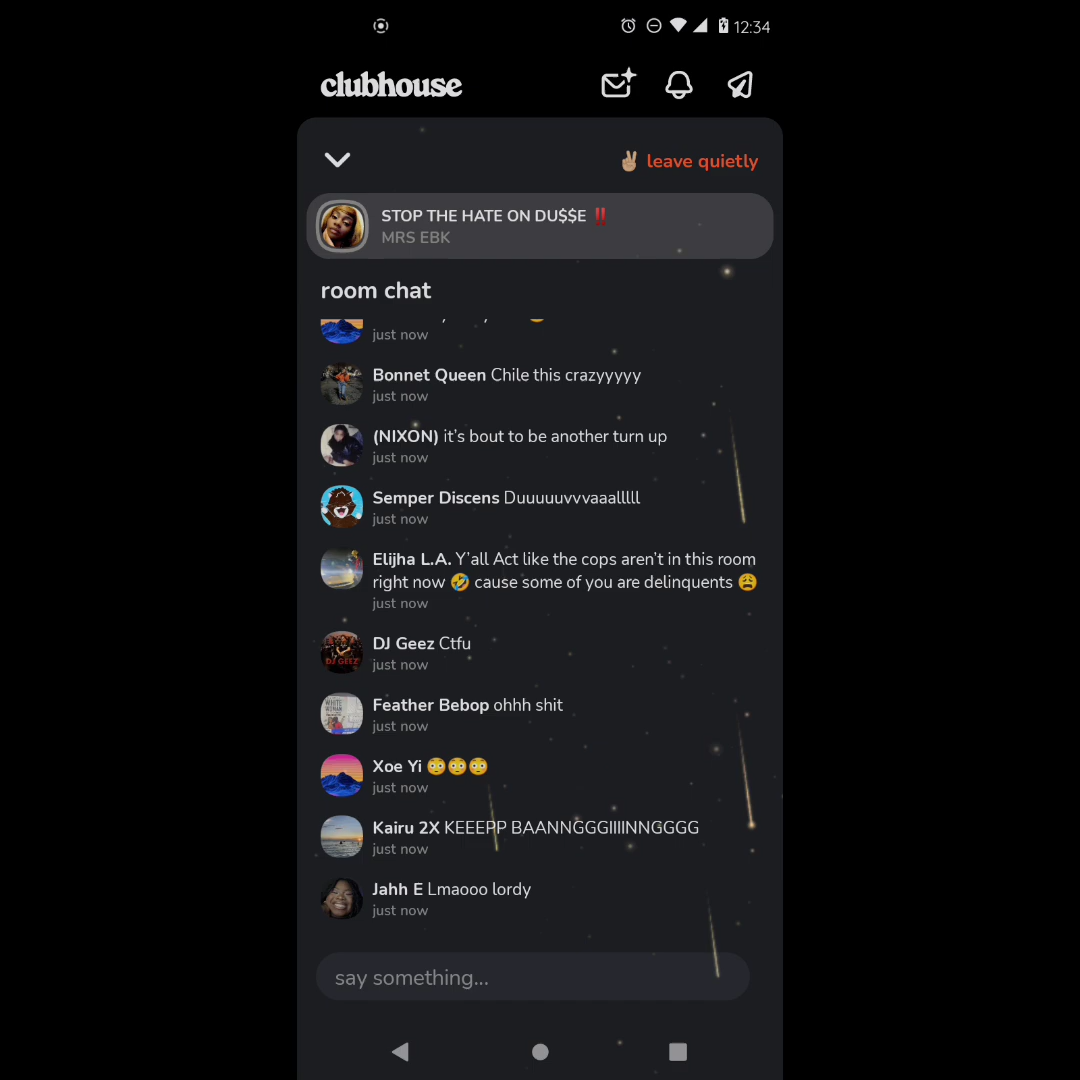 12:34
clubhouse
✌🏼 leave quietly
STOP THE HATE ON DU$$E ‼️
MRS EBK
room chat
just now
Bonnet Queen Chile this crazyyyyy
just now
(NIXON) it's bout to be another turn up
just now
Semper Discens Duuuuuvvvaaalllll
just now
Elijha L.A. Y'all Act like the cops aren't in this room
right now 🤣 cause some of you are delinquents 😩
just now
DJ Geez Ctfu
just now
DJ GEEZ
Feather Bebop ohhh shit
just now
Xoe Yi 😳😳😳
just now
Kairu 2X KEEEPP BAANNGGGIIIINNGGGG
just now
Jahh E Lmaooo lordy
just now
say something...